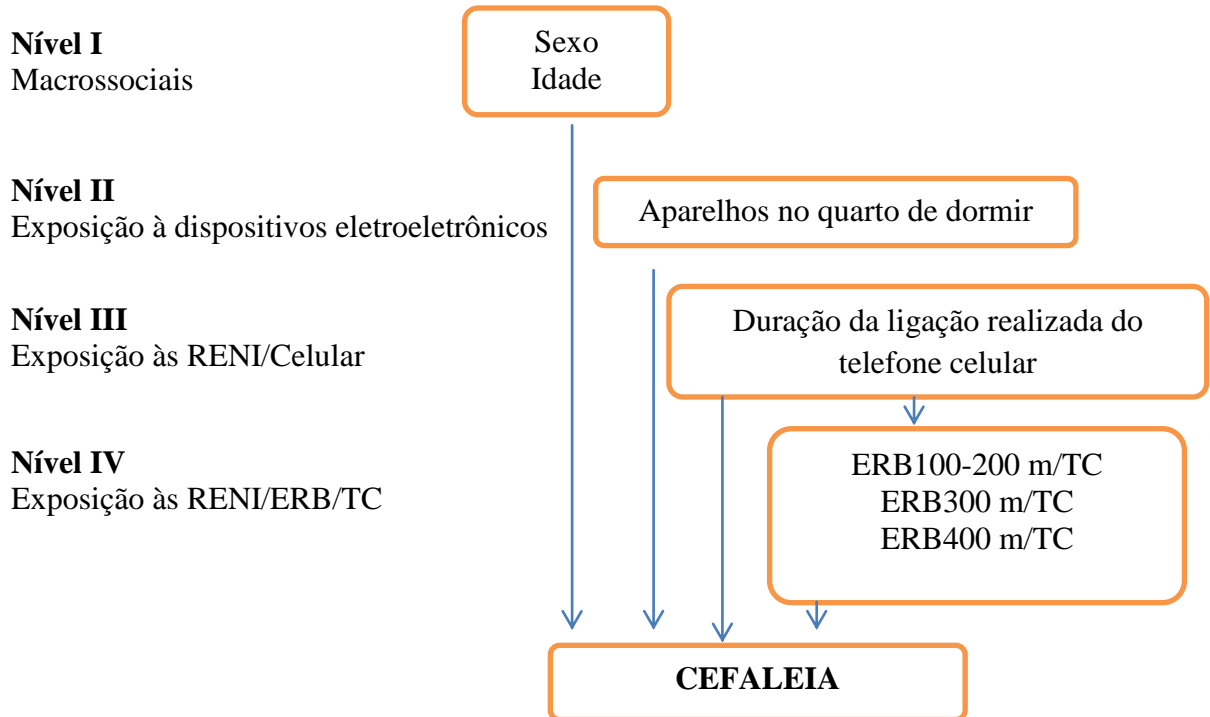 Nível I
Macrossociais
Sexo
Idade
Nível II
Exposição à dispositivos eletroeletrônicos
Aparelhos no quarto de dormir
Nível III
Exposição às RENI/Celular
Duração da ligação realizada do
telefone celular
Nível IV
Exposição às RENI/ERB/TC
ERB100-200 m/TC
ERB300 m/TC
ERB400 m/TC
CEFALEIA